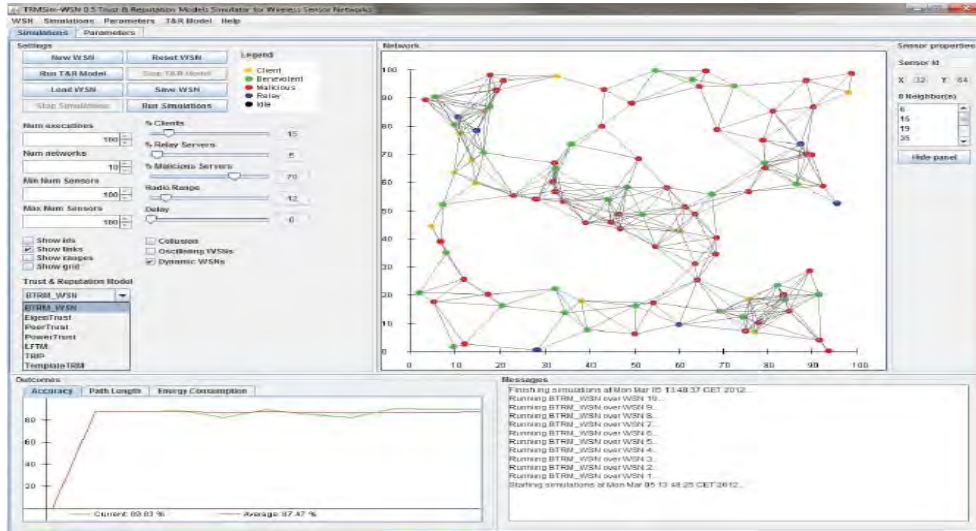 TRMSim-WSN 0.5 Trust & Reputation Models Simulator for Wireless Sensor Networks
WSN Simulations Parameters T&R Model Help
Simulations Parameters
Settings
New WSN Reset WSN
Run T&R Model Stop T&R Model
Load WSN Save WSN
Stop Simulations Run Simulations
Legend
Client
Benevolent
Malicious
Relay
Idle
Num executions
100
Num networks
10
Min Num Sensors
100
Max Num Sensors
100
% Clients
15
% Relay Servers
5
% Malicious Servers
70
Radio Range
12
Delay
0
Show ids
Show links
Show ranges
Show grid
Collusion
Oscillating WSNs
Dynamic WSNs
Trust & Reputation Model
BTRM_WSN
BTRM_WSN
EigenTrust
PeerTrust
PowerTrust
LFTM
TRIP
TemplateTRM
Network
100
90
80
70
60
50
40
30
20
10
0
0 10 20 30 40 50 60 70 80 90 100
Sensor properties
Sensor Id
X 32 Y 64
8 Neighbor(s)
6
15
19
35
Hide panel
Outcomes
Accuracy Path Length Energy Consumption
80
60
40
20
Current: 89.83 % Average: 87.47 %
Messages
Finishing simulations at Mon Mar 05 13:48:37 CET 2012...
Running BTRM_WSN over WSN 10...
Running BTRM_WSN over WSN 9...
Running BTRM_WSN over WSN 8...
Running BTRM_WSN over WSN 7...
Running BTRM_WSN over WSN 6...
Running BTRM_WSN over WSN 5...
Running BTRM_WSN over WSN 4...
Running BTRM_WSN over WSN 3...
Running BTRM_WSN over WSN 2...
Running BTRM_WSN over WSN 1...
Starting simulations at Mon Mar 05 13:48:25 CET 2012...